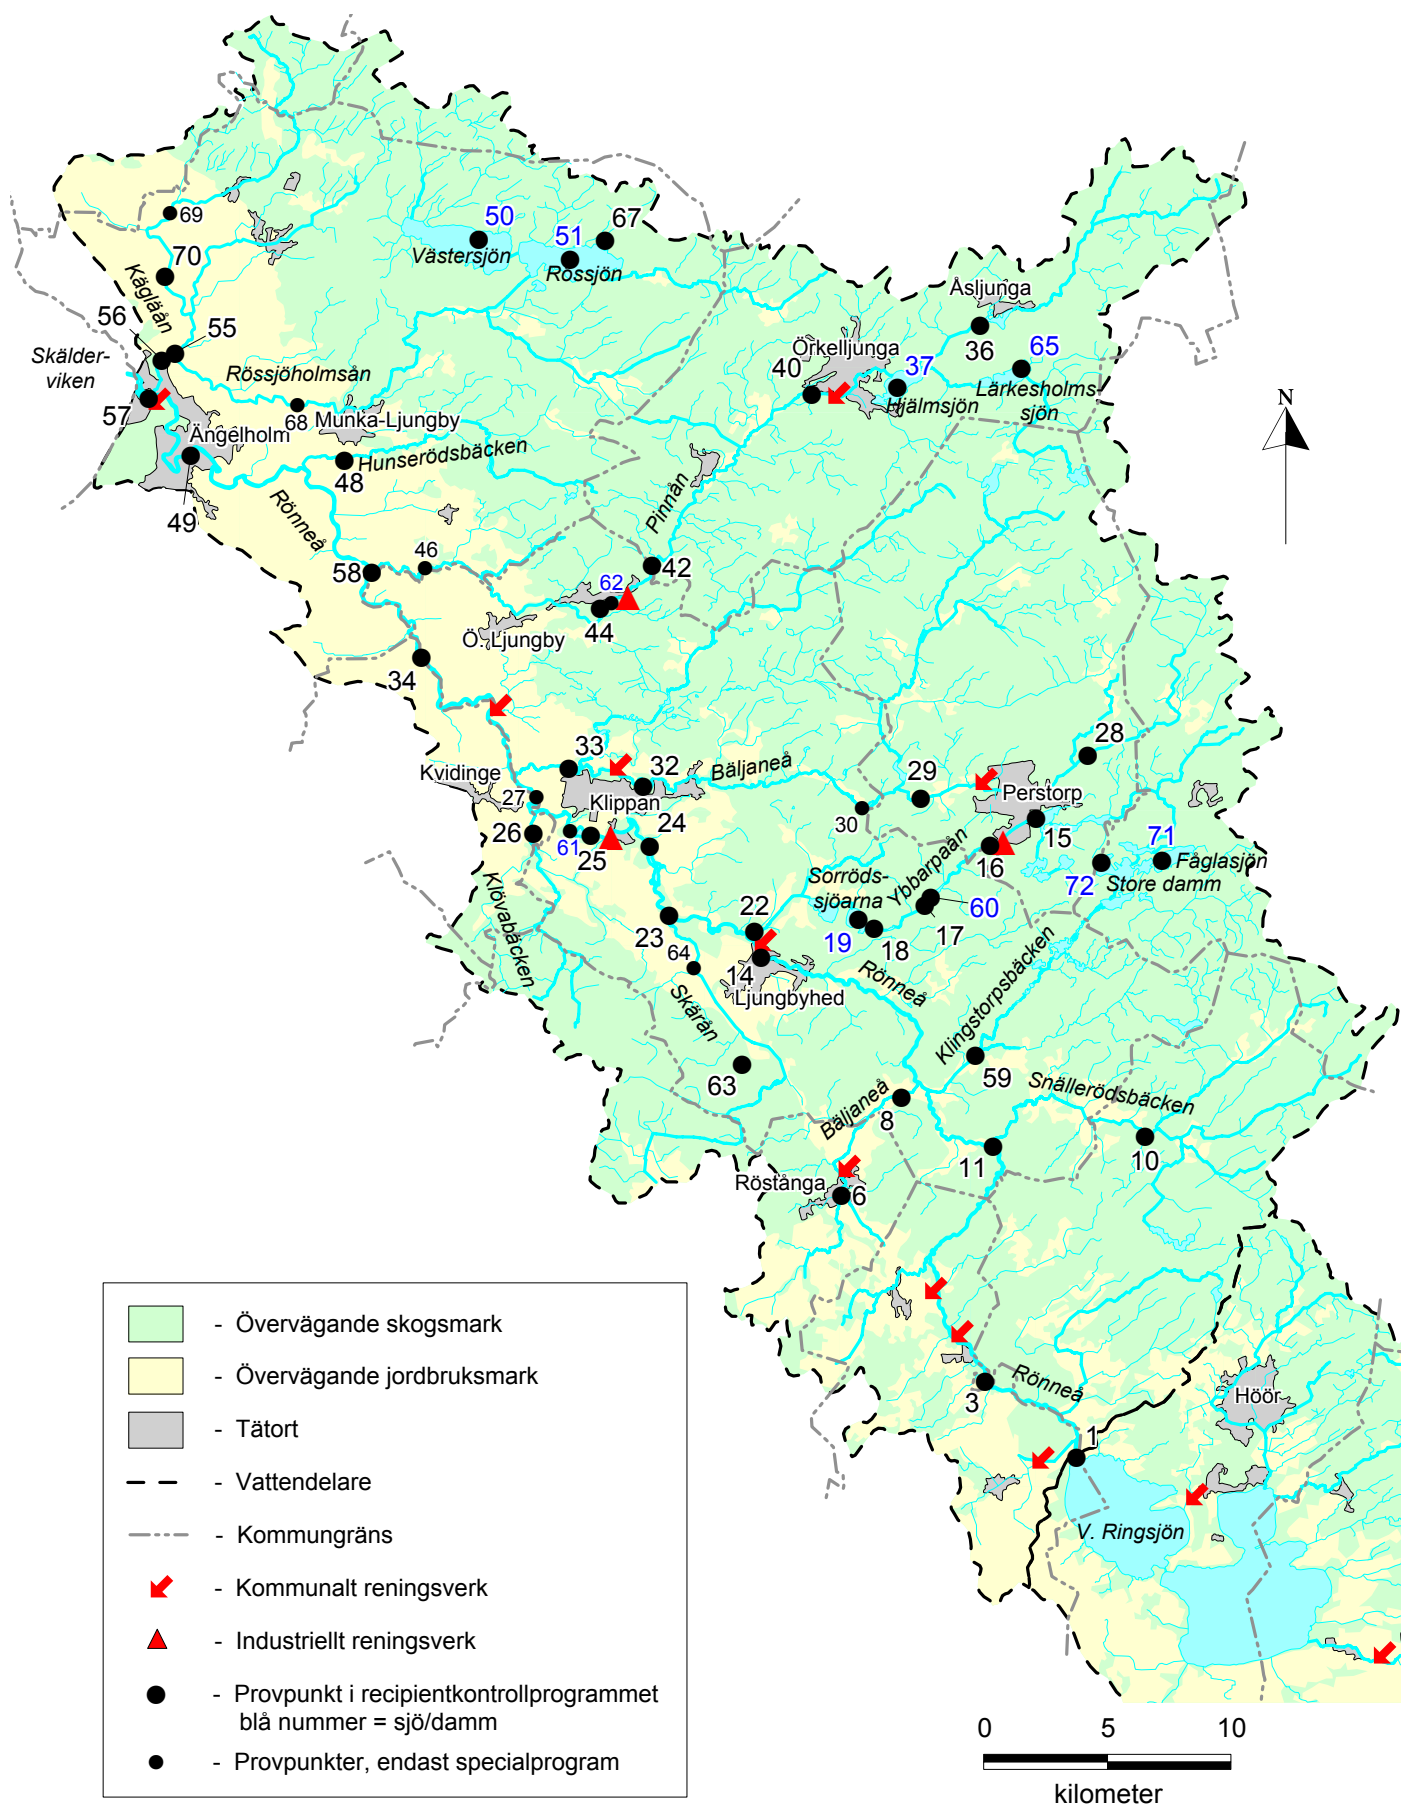 50
67
51
Västersjön
Rössjön
69
70
Kägleån
56
55
Skälder-
viken
57
Rössjöholmsån
68
Munka-Ljungby
Ängelholm
Hunserödsbäcken
48
49
Rönneå
Åsljunga
36
65
Örkelljunga
40
37
Hjälmsjön
Lärkesholms-
sjön
N
Pinnån
46
58
42
62
44
Ö. Ljungby
34
33
32
Bäljaneå
Kvidinge
27
Klippan
24
26
61
25
28
29
Perstorp
30
15
16
71
72
Fåglasjön
Store damm
Ybbarpaån
Sorröds-
sjöarna
60
17
18
19
22
23
64
14
Ljungbyhed
Rönneå
Klövabäcken
Skärån
63
Klingstorpsbäcken
59
Snällerödsbäcken
Bäljaneå
8
11
10
Röstånga
6
3
Rönneå
1
Höör
V. Ringsjön
- Övervägande skogsmark
- Övervägande jordbruksmark
- Tätort
- Vattendelare
- Kommungräns
- Kommunalt reningsverk
- Industriellt reningsverk
- Provpunkt i recipientkontrollprogrammet
blå nummer = sjö/damm
- Provpunkter, endast specialprogram
0 5 10
kilometer